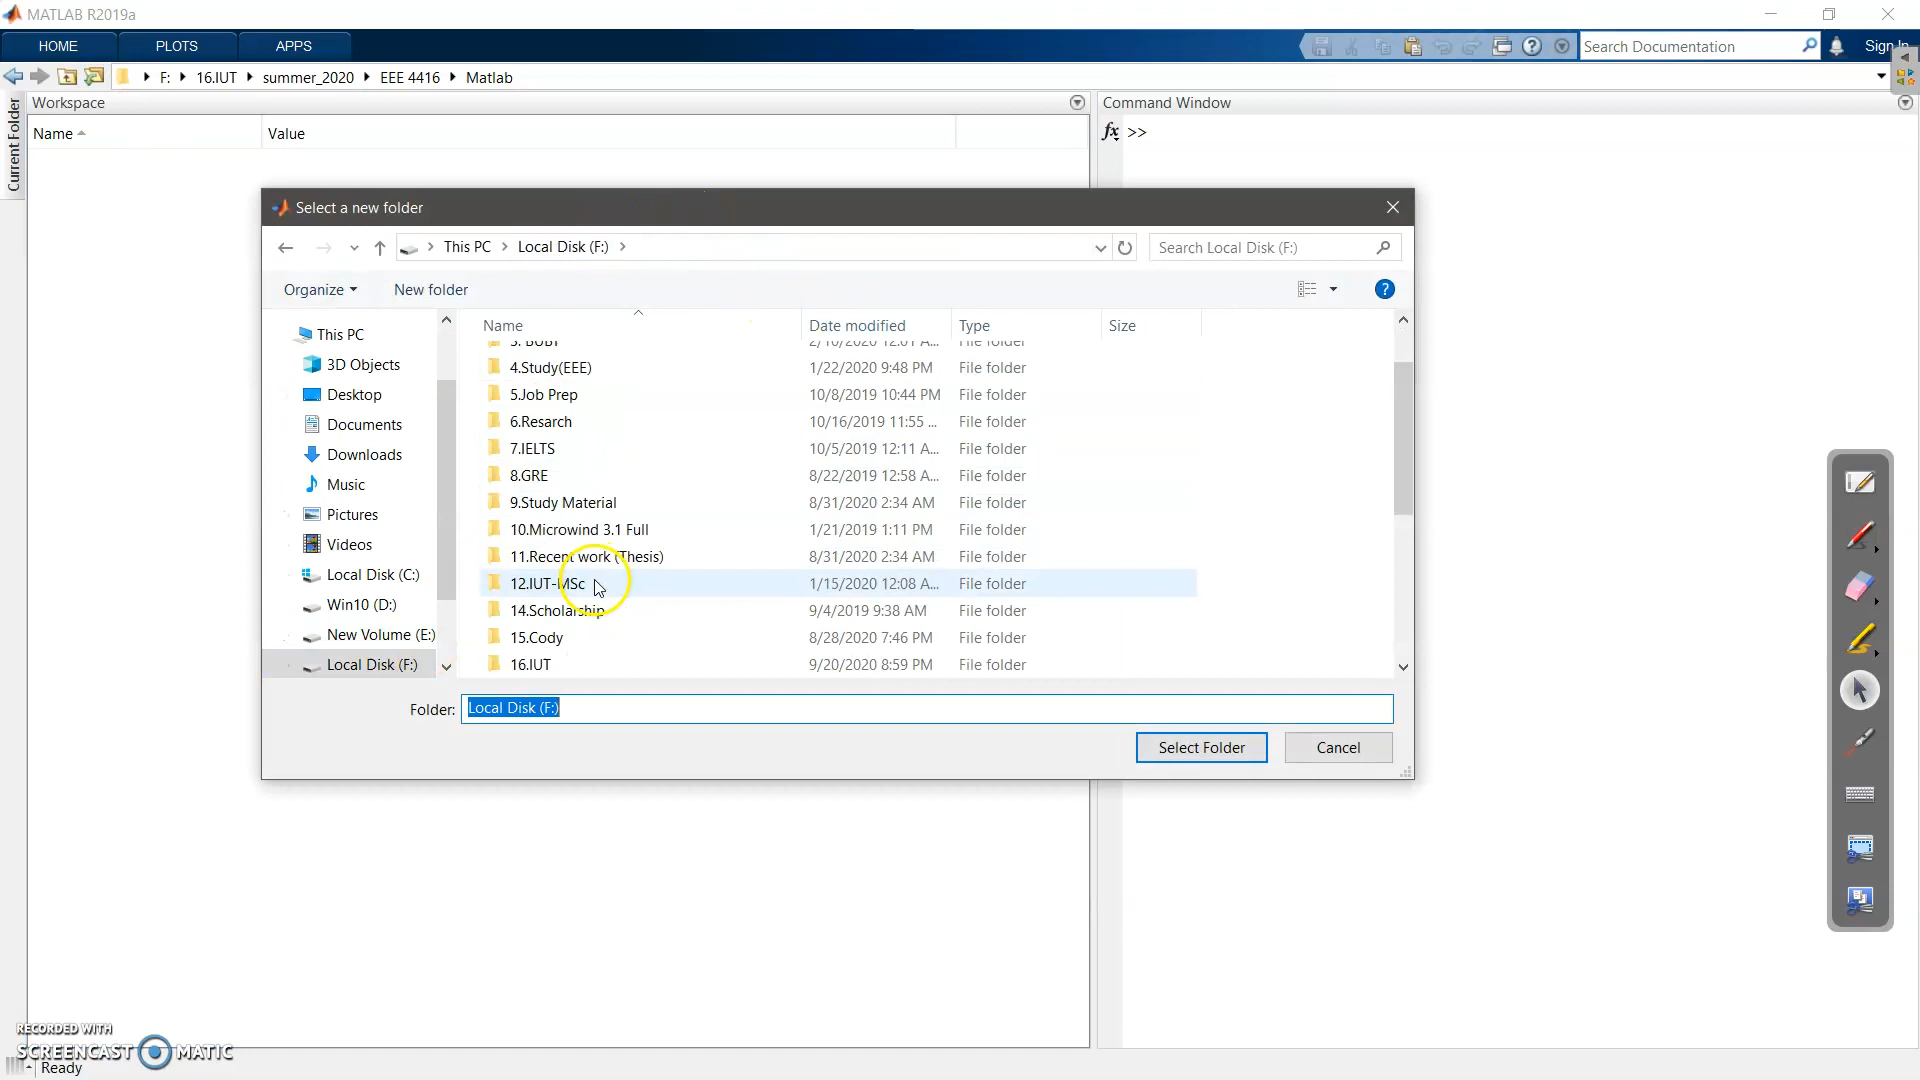 MATLAB R2019a
HOME PLOTS APPS
Search Documentation
Sign In
F: 16.IUT summer_2020 EEE 4416 Matlab
Current Folder
Workspace
Name Value
Command Window
fx >>
Select a new folder
This PC Local Disk (F:)
Search Local Disk (F:)
Organize New folder
Name Date modified Type Size
This PC
3D Objects
Desktop
Documents
Downloads
Music
Pictures
Videos
Local Disk (C:)
Win10 (D:)
New Volume (E:)
Local Disk (F:)
4.Study(EEE) 1/22/2020 9:48 PM File folder
5.Job Prep 10/8/2019 10:44 PM File folder
6.Resarch 10/16/2019 11:55 ... File folder
7.IELTS 10/5/2019 12:11 A... File folder
8.GRE 8/22/2019 12:58 A... File folder
9.Study Material 8/31/2020 2:34 AM File folder
10.Microwind 3.1 Full 1/21/2019 1:11 PM File folder
11.Recent work (Thesis) 8/31/2020 2:34 AM File folder
12.IUT-MSc 1/15/2020 12:08 A... File folder
14.Scholarship 9/4/2019 9:38 AM File folder
15.Cody 8/28/2020 7:46 PM File folder
16.IUT 9/20/2020 8:59 PM File folder
Folder: Local Disk (F:)
Select Folder Cancel
RECORDED WITH
SCREENCAST MATIC
Ready